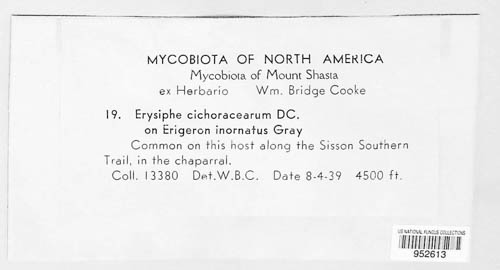 MYCOBIOTA OF NORTH AMERICA
Mycobiota of Mount Shasta
ex Herbario Wm. Bridge Cooke
19. Erysiphe cichoracearum DC.
on Erigeron inornatus Gray
Common on this host along the Sisson Southern
Trail, in the chaparral.
Coll. 13380 Det.W.B.C. Date 8-4-39 4500 ft.
US NATIONAL FUNGUS COLLECTIONS
952613